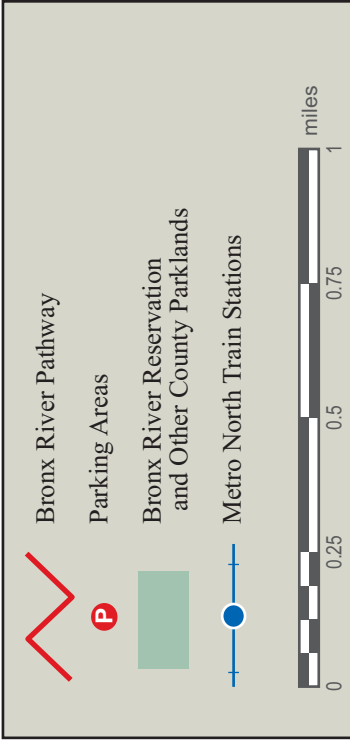 Bronx River Pathway
P
Parking Areas
Bronx River Reservation
and Other County Parklands
Metro North Train Stations
miles
0 0.25 0.5 0.75 1